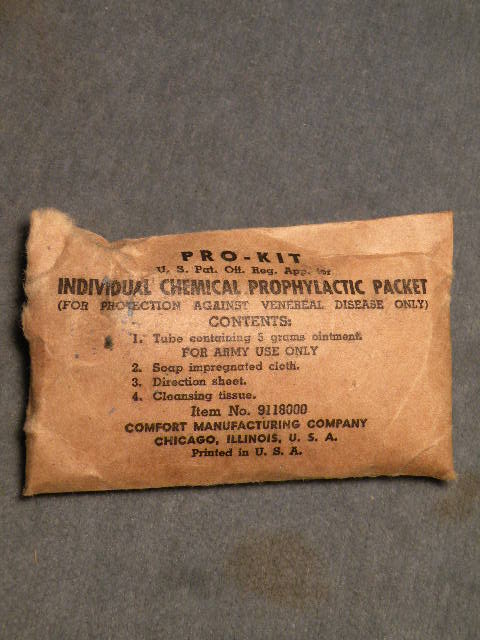 PRO-KIT
U. S. Pat. Off. Reg. App. for
INDIVIDUAL CHEMICAL PROPHYLACTIC PACKET
(FOR PROTECTION AGAINST VENEREAL DISEASE ONLY)
CONTENTS:
1. Tube containing 5 grams ointment.
FOR ARMY USE ONLY
2. Soap impregnated cloth.
3. Direction sheet.
4. Cleansing tissue.
Item No. 9118000
COMFORT MANUFACTURING COMPANY
CHICAGO, ILLINOIS, U. S. A.
Printed in U. S. A.